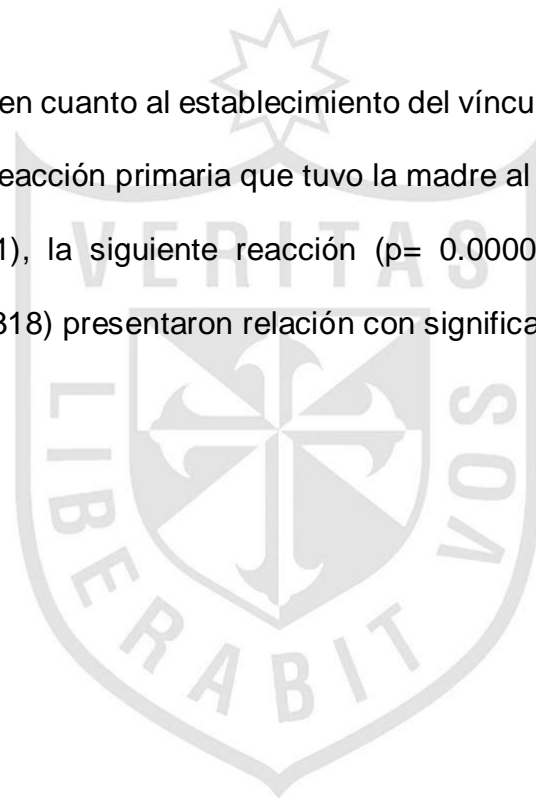 en cuanto al establecimiento del víncu
eacción primaria que tuvo la madre al
1), la siguiente reacción (p= 0.0000
318) presentaron relación con significa
VERITAS
LIBERABIT VOS